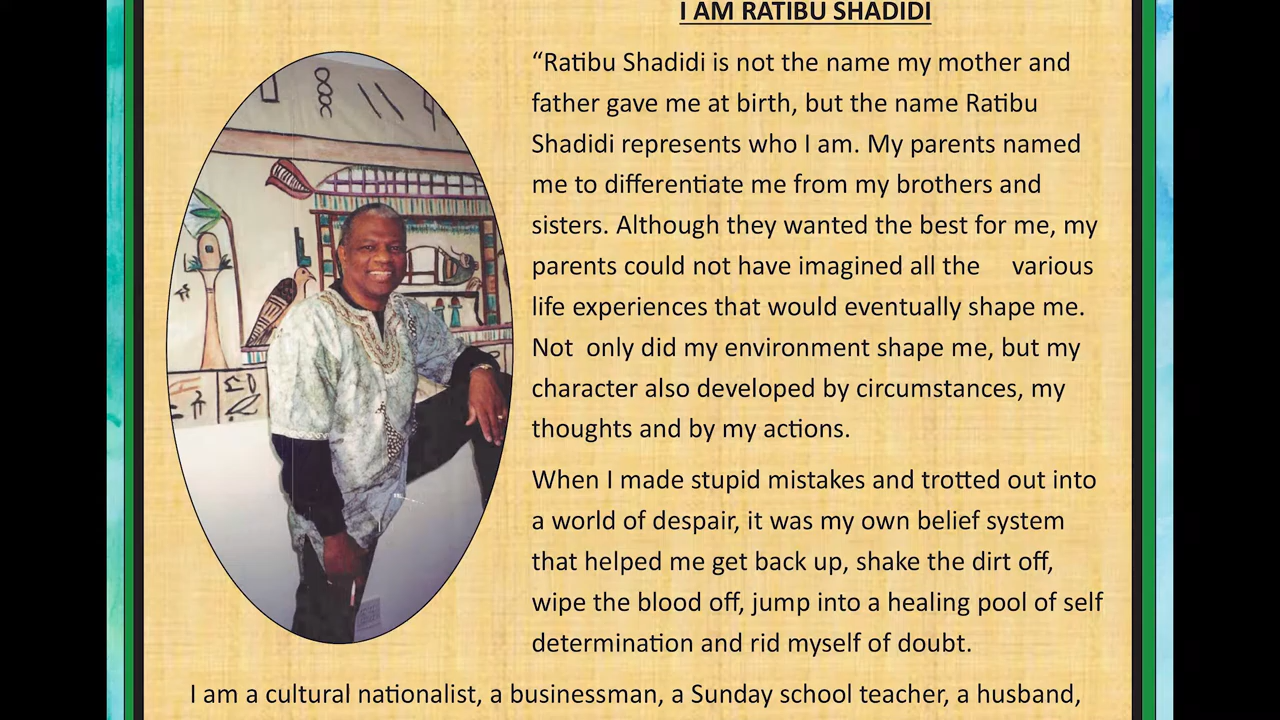 I AM RATIBU SHADIDI
“Ratibu Shadidi is not the name my mother and
father gave me at birth, but the name Ratibu
Shadidi represents who I am. My parents named
me to differentiate me from my brothers and
sisters. Although they wanted the best for me, my
parents could not have imagined all the various
life experiences that would eventually shape me.
Not only did my environment shape me, but my
character also developed by circumstances, my
thoughts and by my actions.
When I made stupid mistakes and trotted out into
a world of despair, it was my own belief system
that helped me get back up, shake the dirt off,
wipe the blood off, jump into a healing pool of self
determination and rid myself of doubt.
I am a cultural nationalist, a businessman, a Sunday school teacher, a husband,